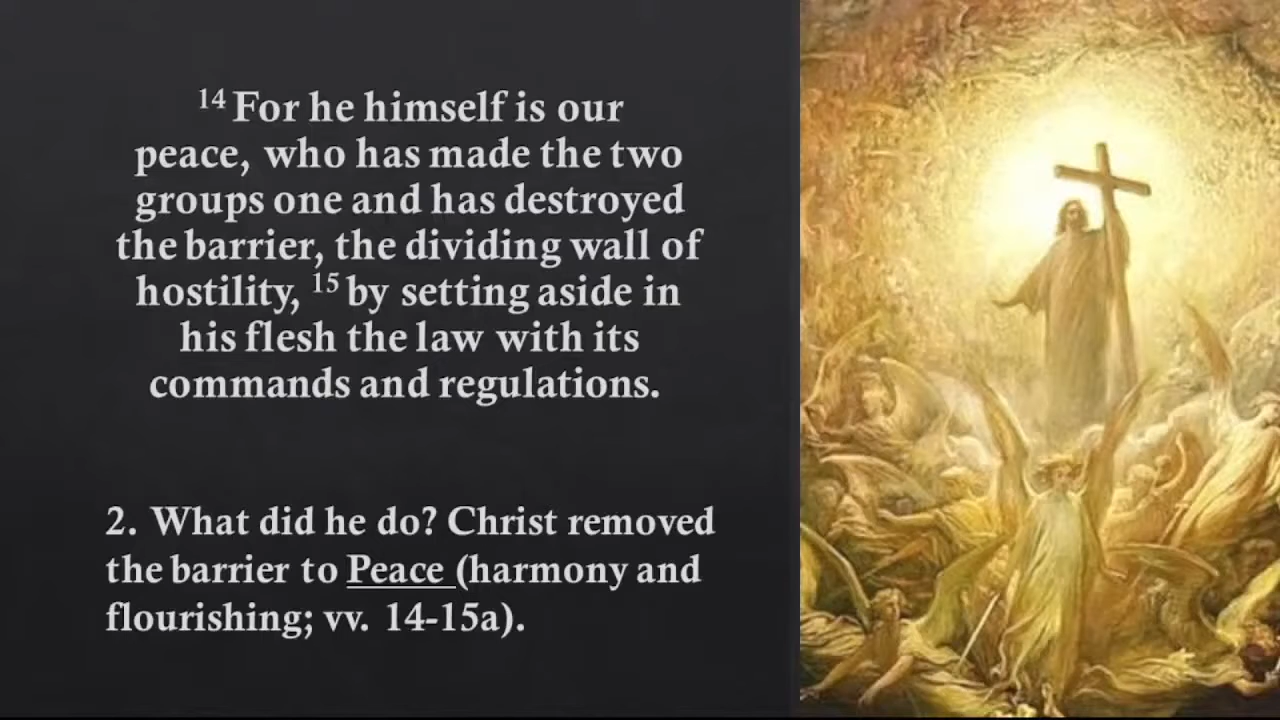 14 For he himself is our
peace, who has made the two
groups one and has destroyed
the barrier, the dividing wall of
hostility, 15 by setting aside in
his flesh the law with its
commands and regulations.
2. What did he do? Christ removed
the barrier to Peace (harmony and
flourishing; vv. 14-15a).